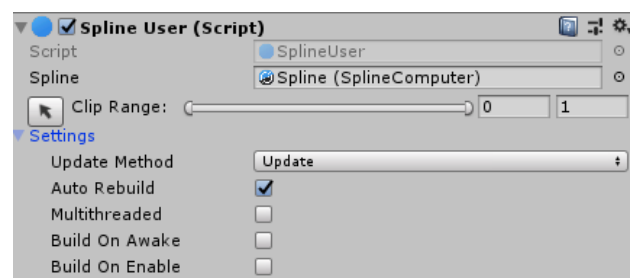 Spline User (Script)
Script SplineUser
Spline Spline (SplineComputer)
Clip Range: 0 1
Settings
Update Method Update
Auto Rebuild
Multithreaded
Build On Awake
Build On Enable